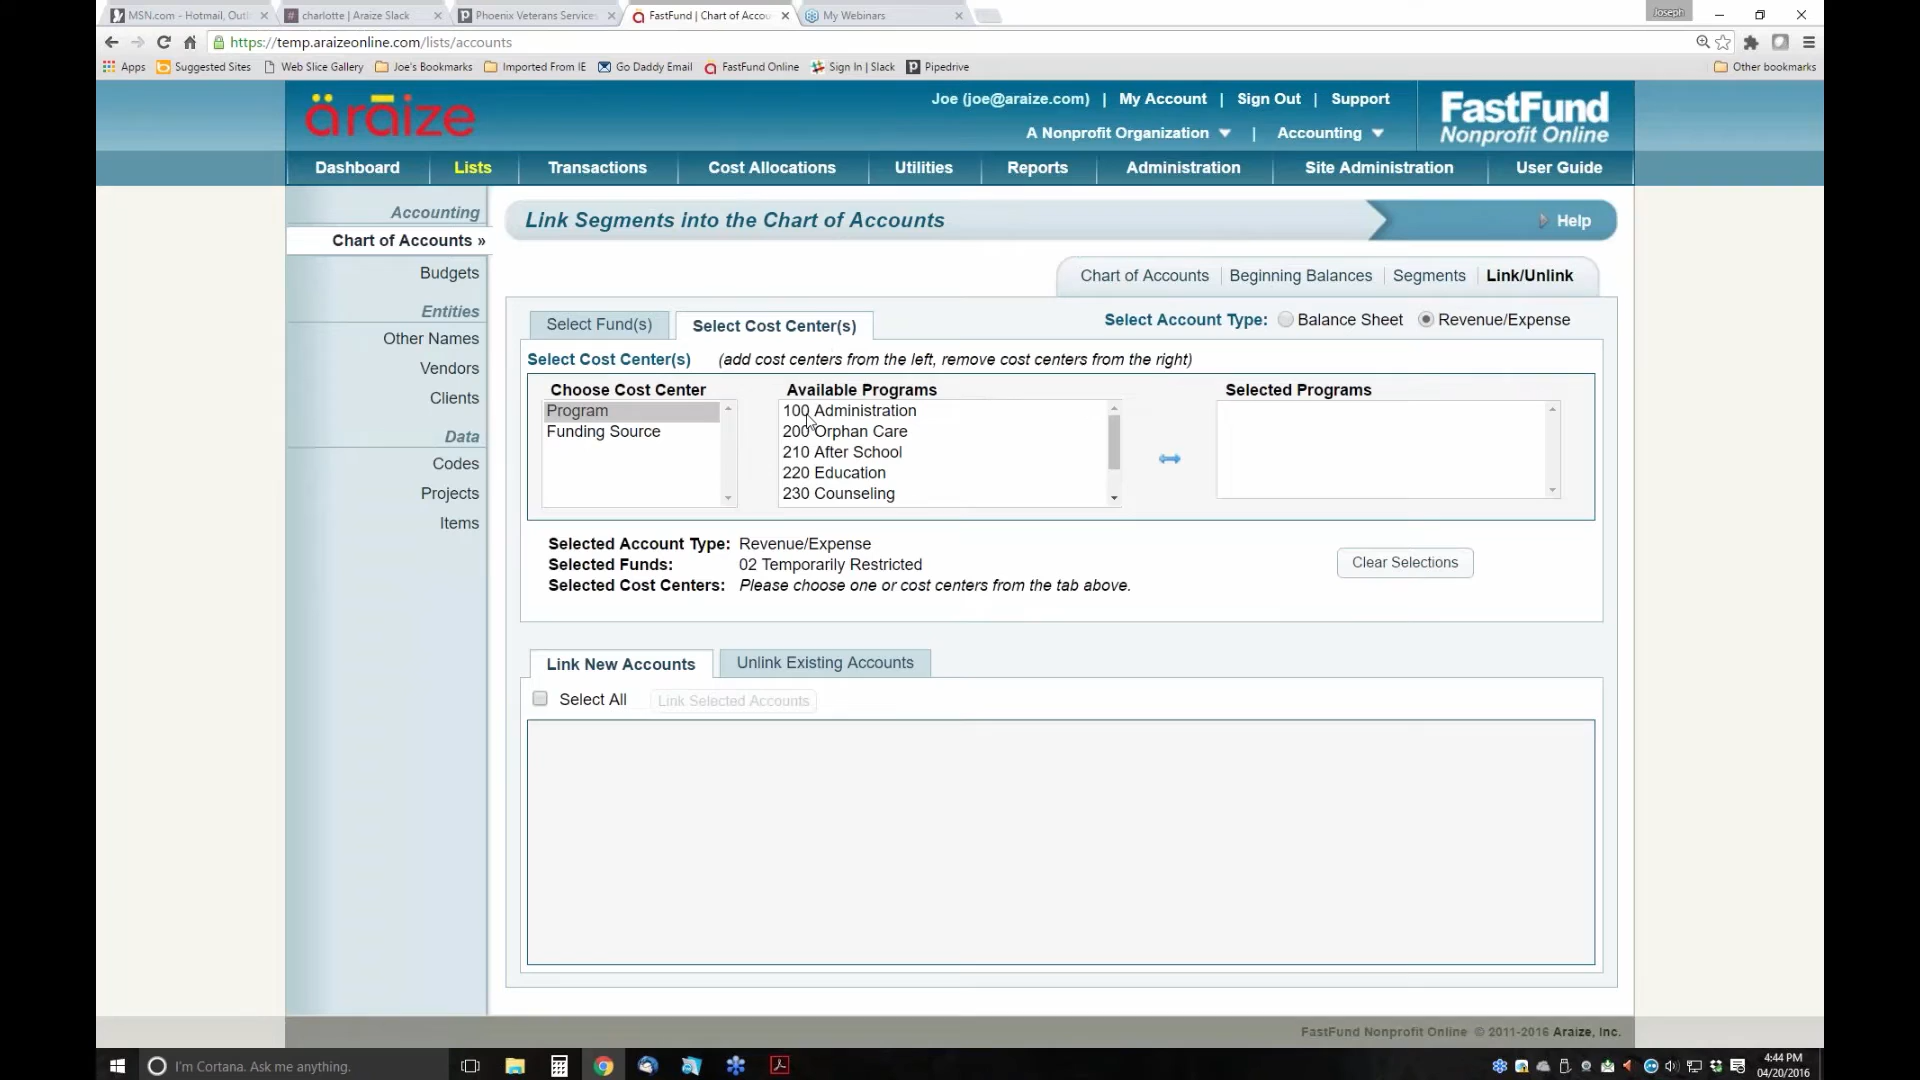 MSN.com - Hotmail, Outl
charlotte | Araize Slack
Phoenix Veterans Services
FastFund | Chart of Accou
My Webinars
Joseph
https://temp.araizeonline.com/lists/accounts
Apps Suggested Sites Web Slice Gallery Joe's Bookmarks Imported From IE Go Daddy Email FastFund Online Sign In | Slack Pipedrive Other bookmarks
äraize
Joe (joe@araize.com) | My Account | Sign Out | Support
A Nonprofit Organization | Accounting
FastFund
Nonprofit Online
Dashboard Lists Transactions Cost Allocations Utilities Reports Administration Site Administration User Guide
Accounting
Chart of Accounts »
Budgets
Entities
Other Names
Vendors
Clients
Data
Codes
Projects
Items
Link Segments into the Chart of Accounts
Help
Chart of Accounts Beginning Balances Segments Link/Unlink
Select Fund(s) Select Cost Center(s)
Select Account Type: Balance Sheet Revenue/Expense
Select Cost Center(s) (add cost centers from the left, remove cost centers from the right)
Choose Cost Center
Program
Funding Source
Available Programs
100 Administration
200 Orphan Care
210 After School
220 Education
230 Counseling
Selected Programs
Selected Account Type: Revenue/Expense
Selected Funds: 02 Temporarily Restricted
Selected Cost Centers: Please choose one or cost centers from the tab above.
Clear Selections
Link New Accounts Unlink Existing Accounts
Select All Link Selected Accounts
FastFund Nonprofit Online © 2011-2016 Araize, Inc.
I'm Cortana. Ask me anything.
4:44 PM
04/20/2016